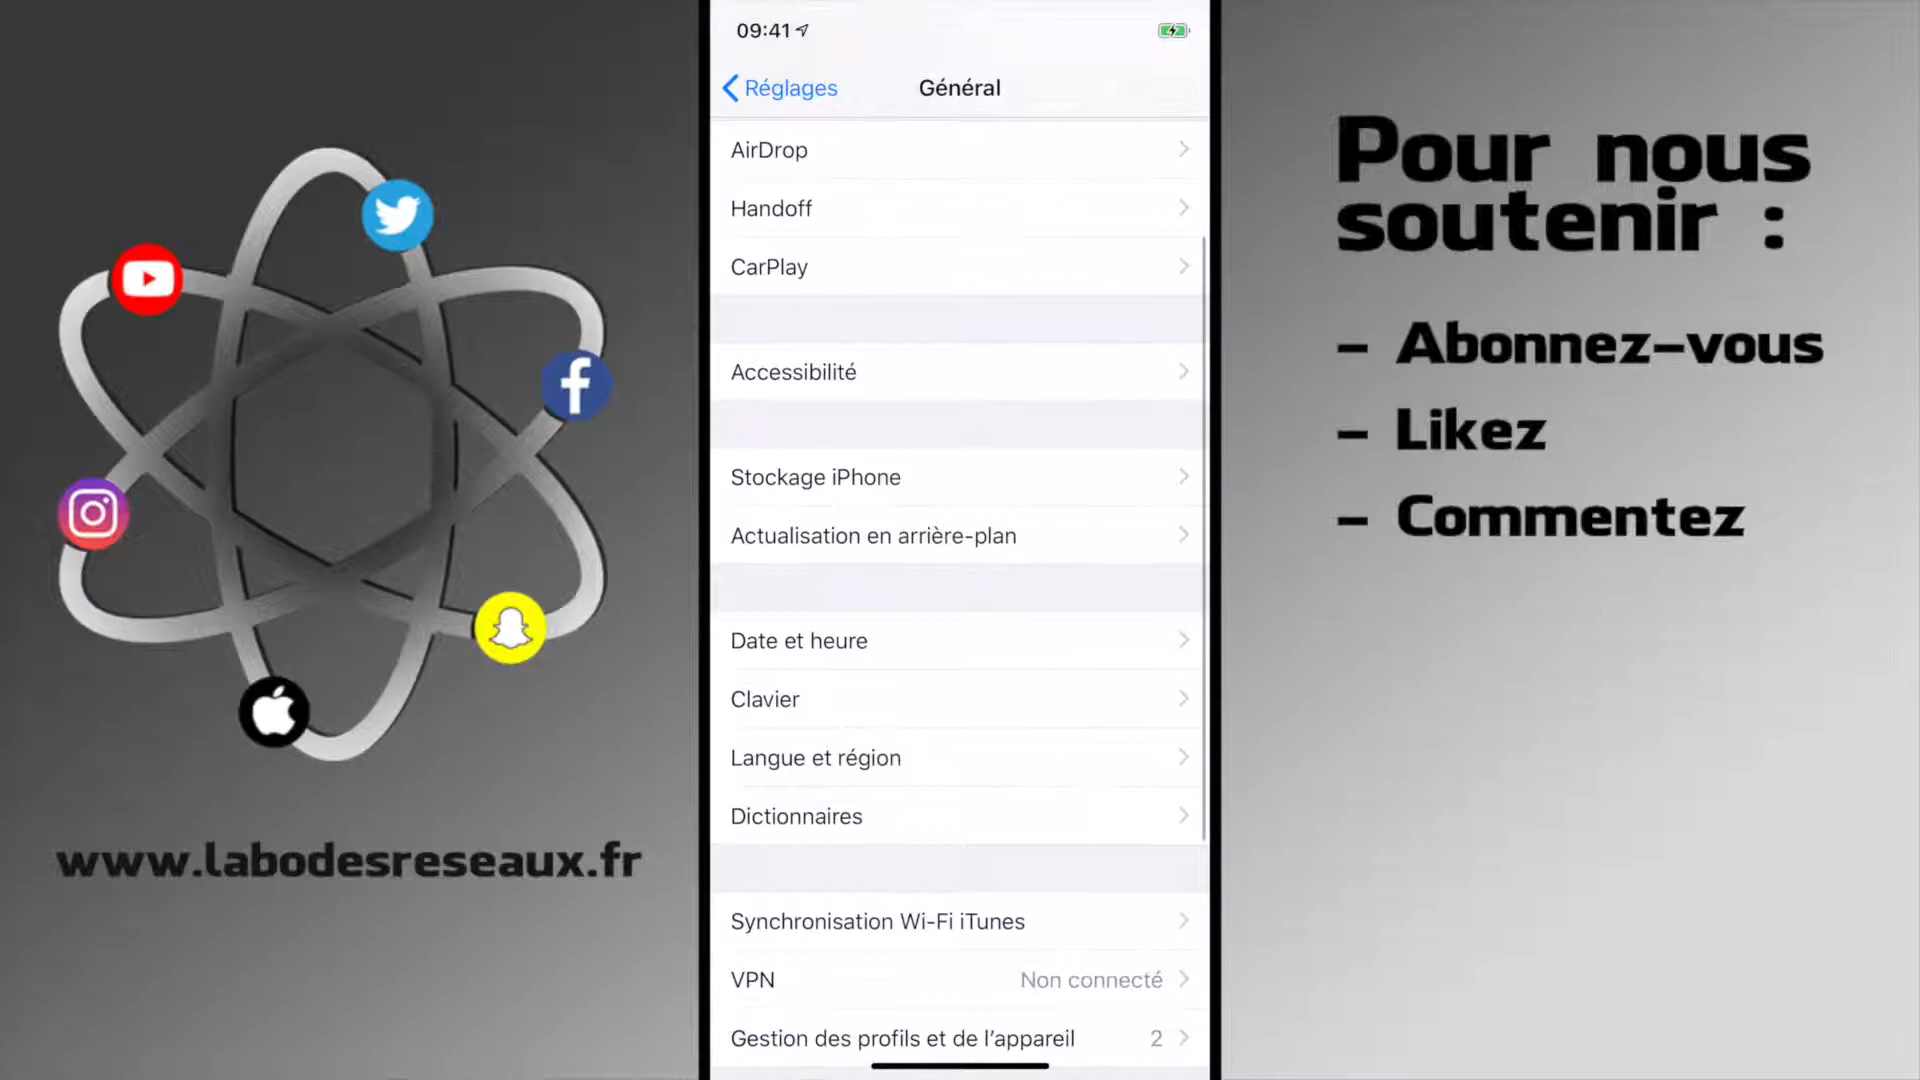 09:41
Réglages
Général
AirDrop
Handoff
CarPlay
Accessibilité
Stockage iPhone
Actualisation en arrière-plan
Date et heure
Clavier
Langue et région
Dictionnaires
Synchronisation Wi-Fi iTunes
VPN Non connecté
Gestion des profils et de l’appareil 2
www.labodesreseaux.fr
Pour nous
soutenir :
- Abonnez-vous
- Likez
- Commentez